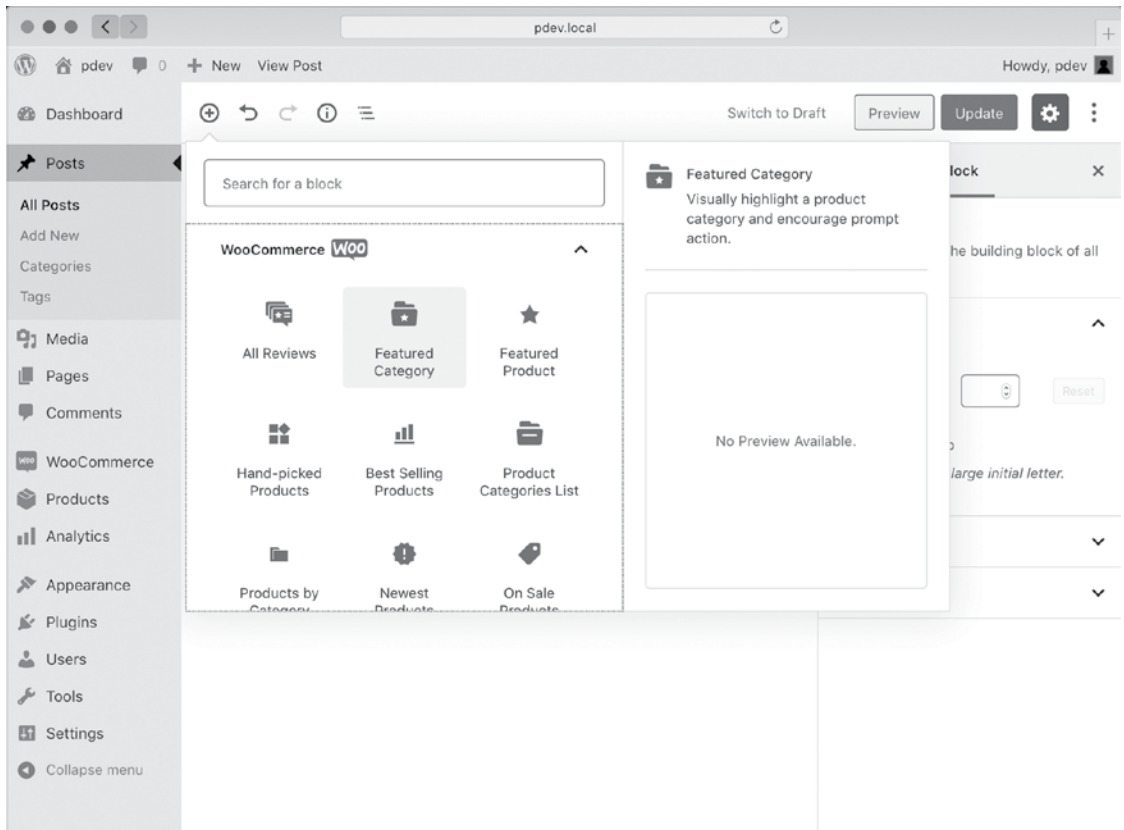 pdev.local
pdev 0 New View Post Howdy, pdev
Dashboard
Posts
All Posts
Add New
Categories
Tags
Media
Pages
Comments
WooCommerce
Products
Analytics
Appearance
Plugins
Users
Tools
Settings
Collapse menu
Switch to Draft Preview Update
Search for a block
WooCommerce WOO
All Reviews
Featured
Category
Featured
Product
Hand-picked
Products
Best Selling
Products
Product
Categories List
Products by
Category
Newest
Products
On Sale
Products
Featured Category
Visually highlight a product
category and encourage prompt
action.
No Preview Available.
lock
he building block of all
Reset
large initial letter.